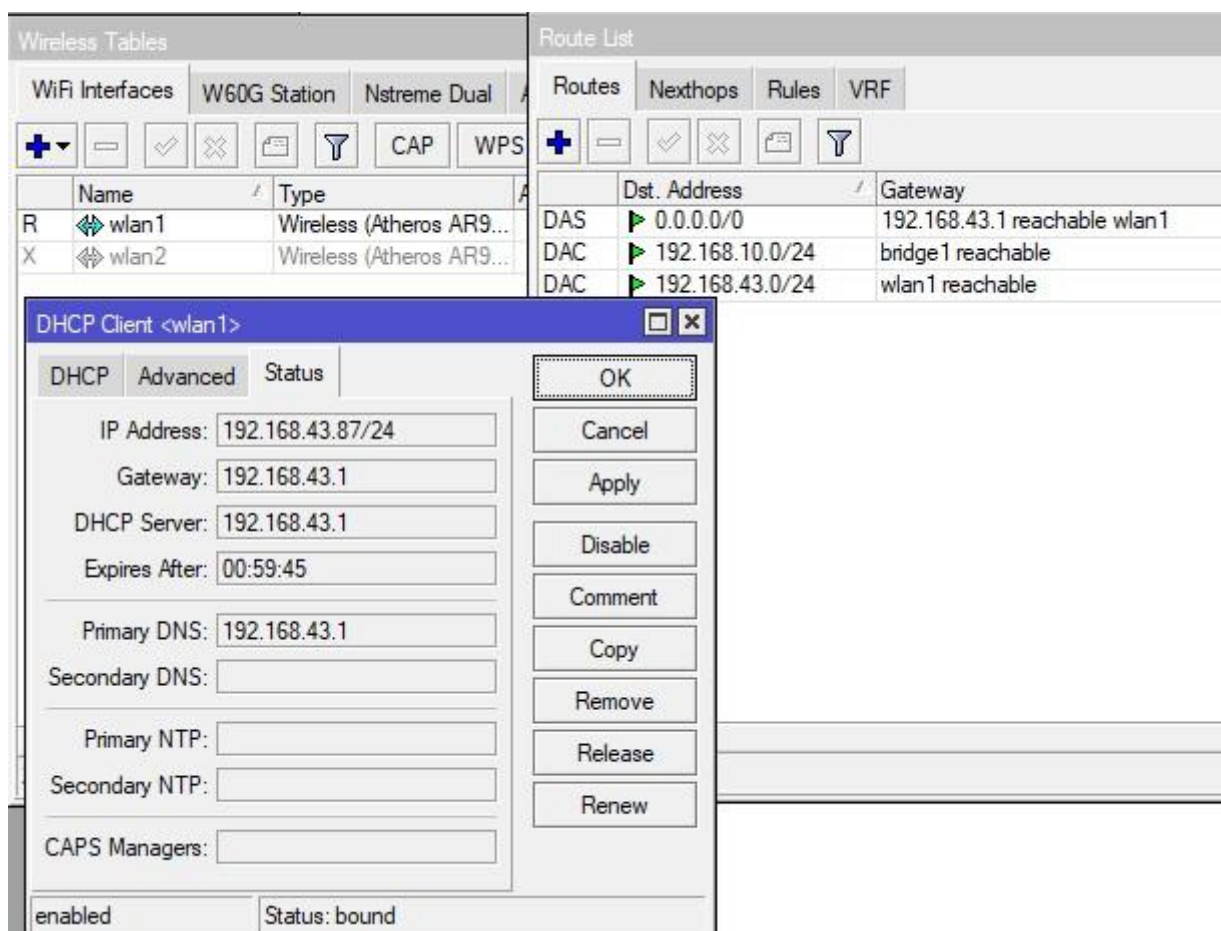 Wireless Tables
WiFi Interfaces W60G Station Nstreme Dual
CAP WPS
Name Type
R wlan1 Wireless (Atheros AR9...
X wlan2 Wireless (Atheros AR9...
Route List
Routes Nexthops Rules VRF
Dst. Address Gateway
DAS 0.0.0.0/0 192.168.43.1 reachable wlan1
DAC 192.168.10.0/24 bridge1 reachable
DAC 192.168.43.0/24 wlan1 reachable
DHCP Client <wlan1>
DHCP Advanced Status
IP Address: 192.168.43.87/24
Gateway: 192.168.43.1
DHCP Server: 192.168.43.1
Expires After: 00:59:45
Primary DNS: 192.168.43.1
Secondary DNS:
Primary NTP:
Secondary NTP:
CAPS Managers:
OK
Cancel
Apply
Disable
Comment
Copy
Remove
Release
Renew
enabled Status: bound